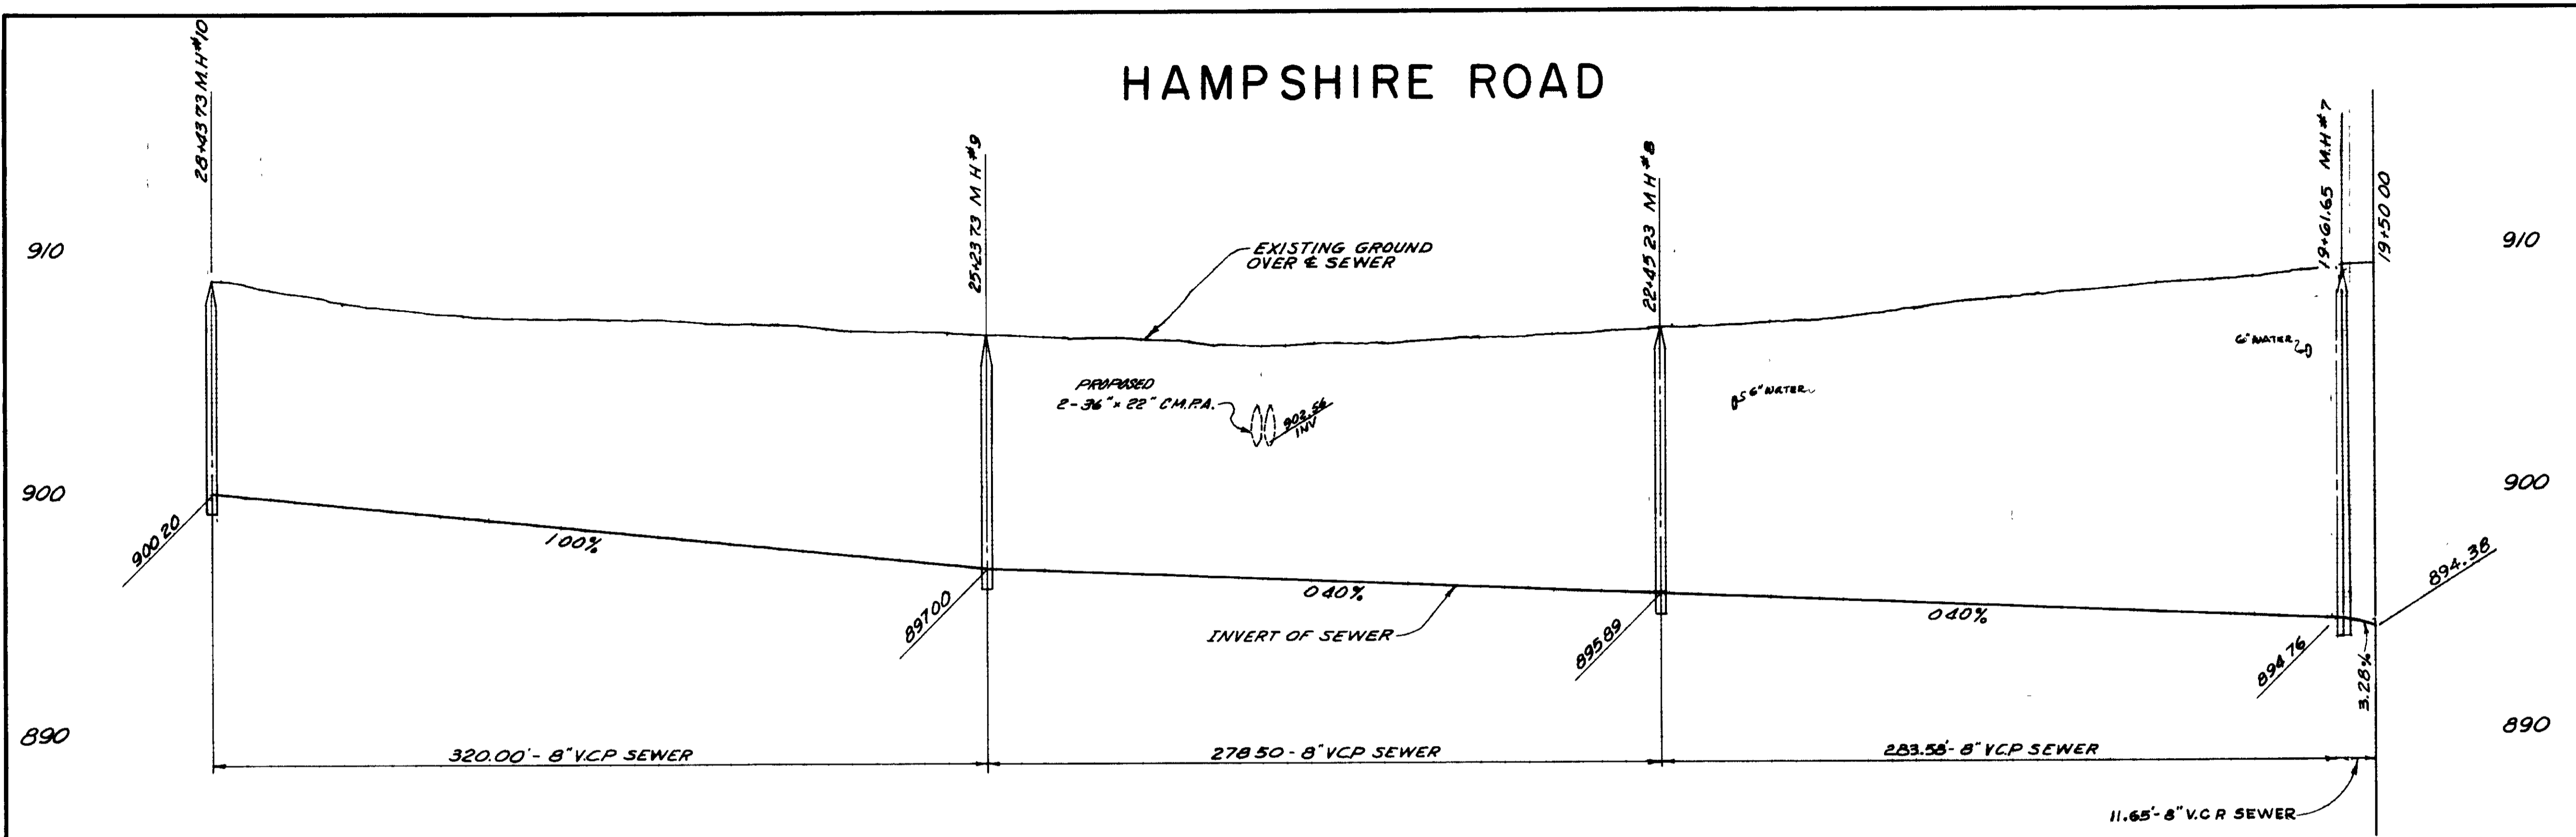 HAMPSHIRE ROAD
28+43 73 M.H#10
25+23 73 M H#9
22+45 23 M H#8
19+61.65 M.H#7
19+50 00
910
910
EXISTING GROUND
OVER ℄ SEWER
6" WATER
PROPOSED
2-36"x 22" C.M.P.A.
902.56
INV
6" WATER
900
900
900 20
1 00%
897 00
0 40%
INVERT OF SEWER
895 89
0 40%
894 76
3.28%
894.38
890
890
320.00'- 8" V.C.P SEWER
278 50 - 8" VCP SEWER
283.58'- 8" V.C.P SEWER
11.65'- 8" V.C P SEWER